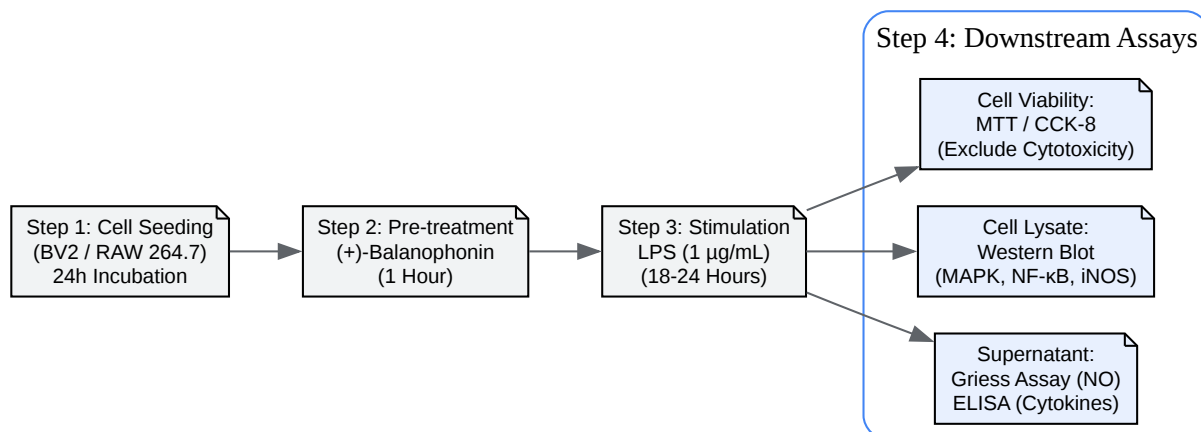 Step 4: Downstream Assays
Cell Viability:
MTT / CCK-8
(Exclude Cytotoxicity)
Step 1: Cell Seeding
(BV2 / RAW 264.7)
24h Incubation
Step 2: Pre-treatment
(+)-Balanophonin
(1 Hour)
Step 3: Stimulation
LPS (1 µg/mL)
(18-24 Hours)
Cell Lysate:
Western Blot
(MAPK, NF-κB, iNOS)
Supernatant:
Griess Assay (NO)
ELISA (Cytokines)